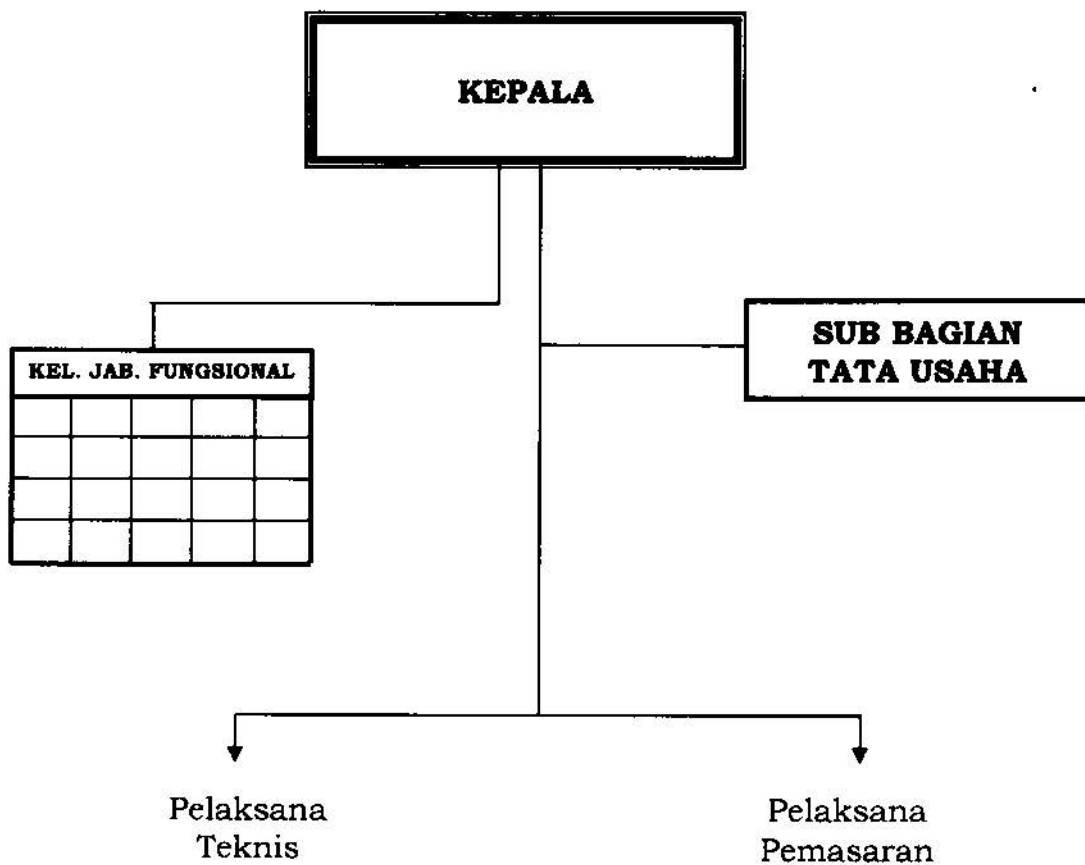 KEPALA
SUB BAGIAN
TATA USAHA
KEL. JAB. FUNGSIONAL
Pelaksana
Teknis
Pelaksana
Pemasaran